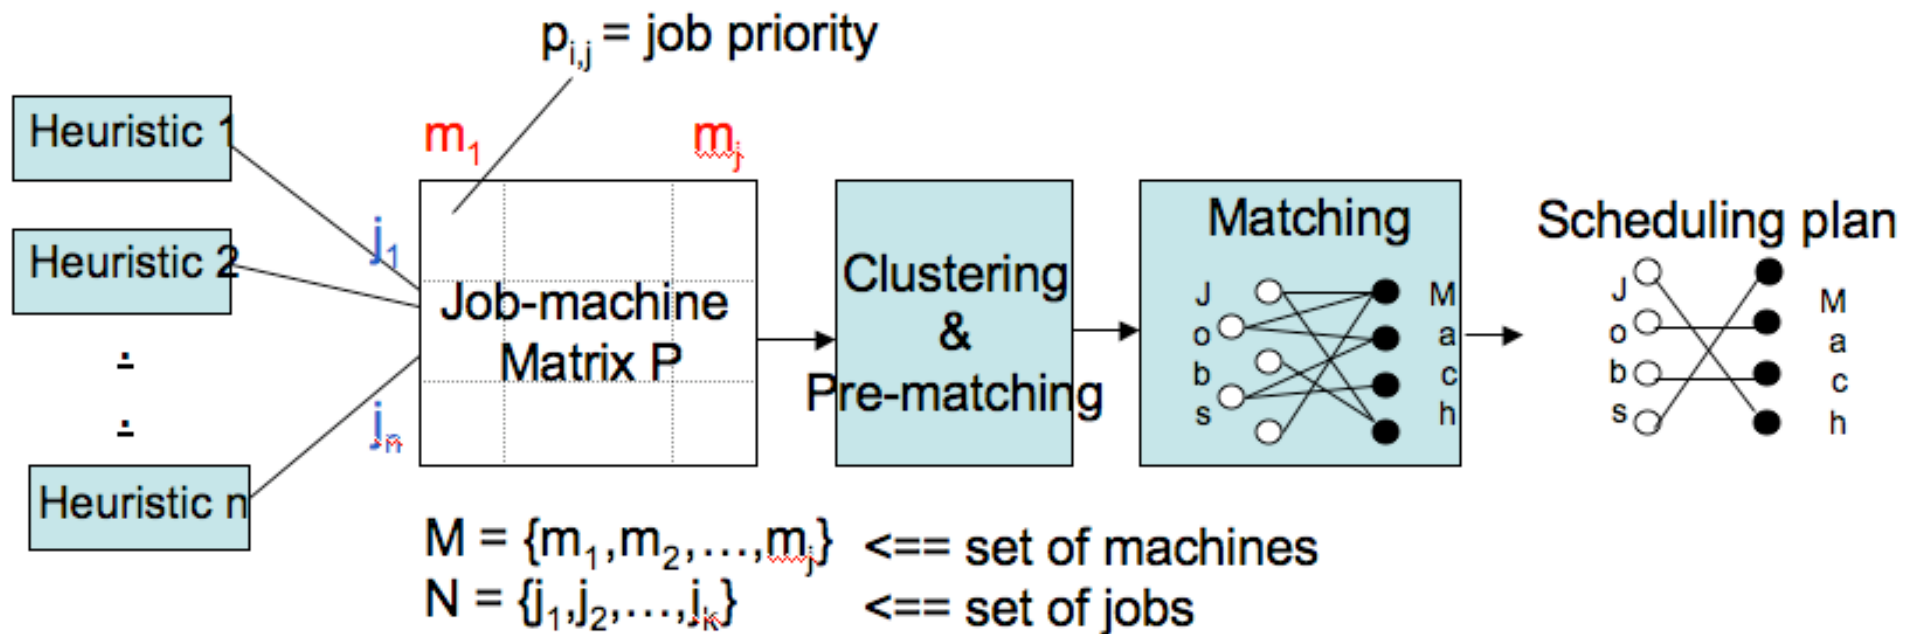 p_{i,j} = job priority
Heuristic 1
Heuristic 2
.
.
Heuristic n
m_1
m_j
j_1
j_n
Job-machine
Matrix P
Clustering
&
Pre-matching
Matching
J
o
b
s
M
a
c
h
Scheduling plan
J
o
b
s
M
a
c
h
M = {m_1,m_2,…,m_j} <== set of machines
N = {j_1,j_2,…,j_k} <== set of jobs